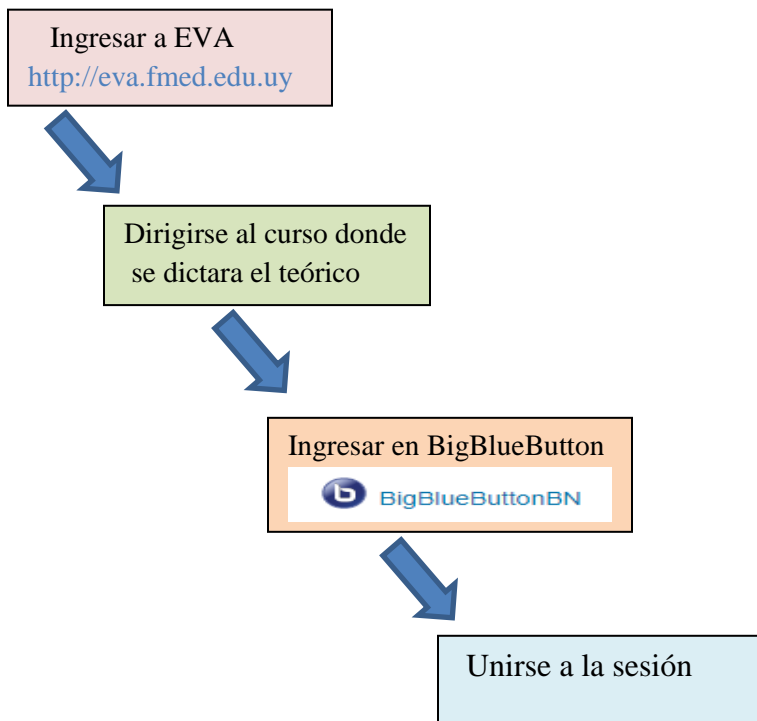 Ingresar a EVA
http://eva.fmed.edu.uy
Dirigirse al curso donde
se dictara el teórico
Ingresar en BigBlueButton
b BigBlueButtonBN
Unirse a la sesión